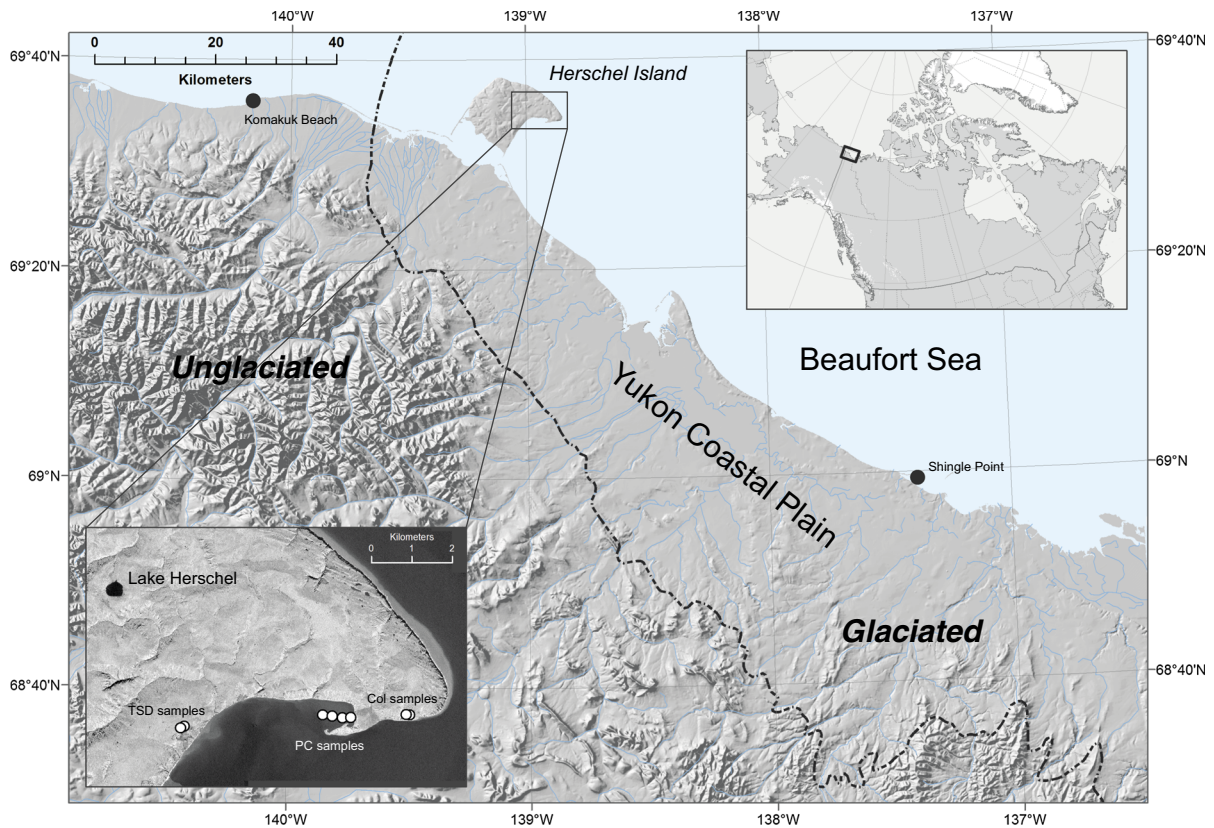 140°W
139°W
138°W
137°W
69°40'N
69°40'N
0
20
40
Kilometers
Herschel Island
Komakuk Beach
69°20'N
69°20'N
Unglaciated
Beaufort Sea
Yukon Coastal Plain
69°N
69°N
Shingle Point
Kilometers
0
1
2
Lake Herschel
Glaciated
68°40'N
68°40'N
TSD samples
Col samples
PC samples
140°W
139°W
138°W
137°W